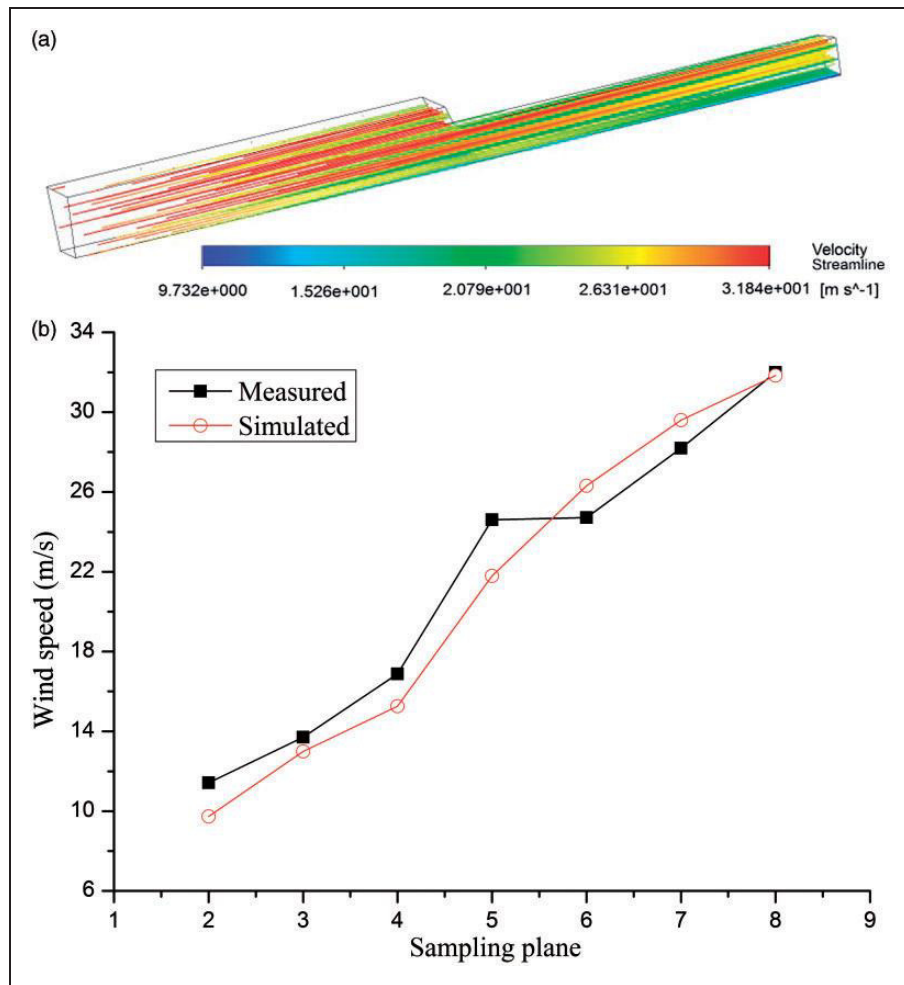 (a)
Velocity
Streamline
9.732e+000 1.526e+001 2.079e+001 2.631e+001 3.184e+001 [m s^-1]
(b)
34
30
26
22
18
14
10
6
Wind speed (m/s)
Measured
Simulated
1 2 3 4 5 6 7 8 9
Sampling plane